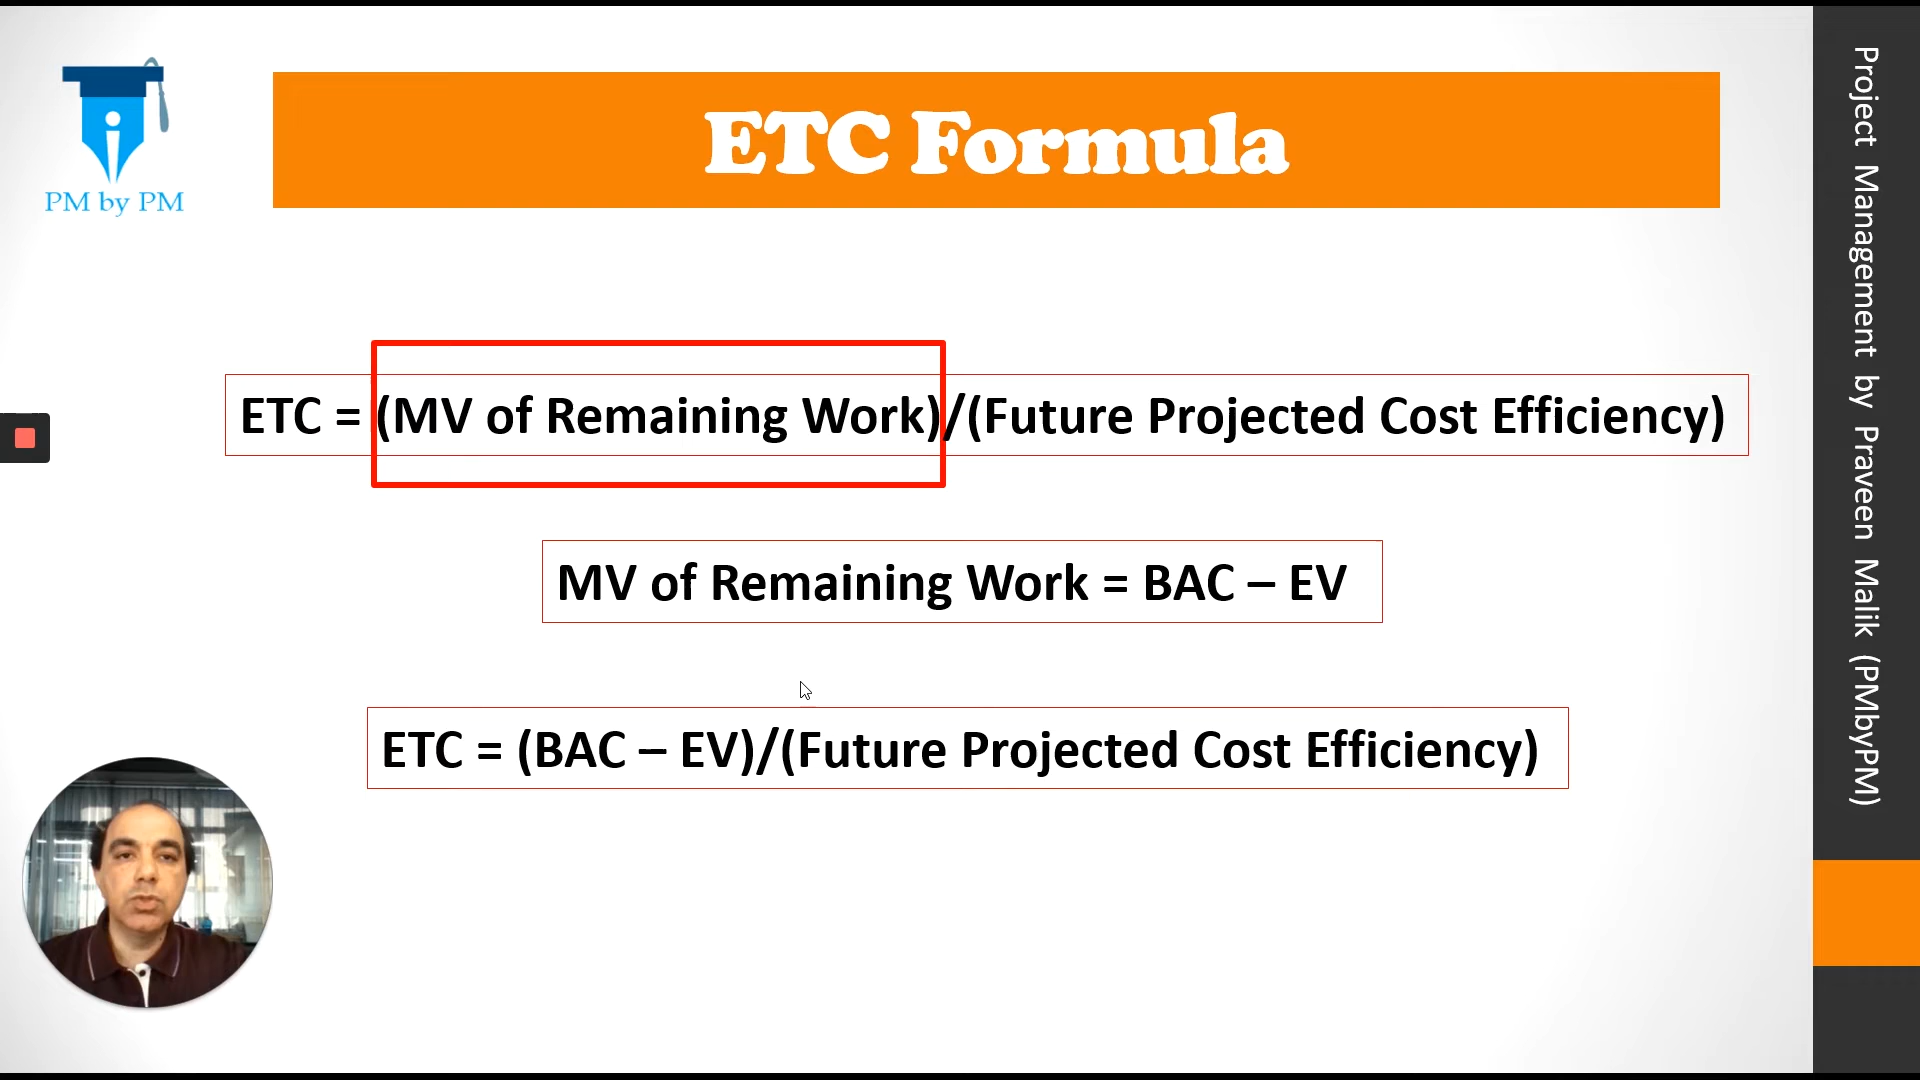 PM by PM
ETC Formula
ETC = (MV of Remaining Work)/(Future Projected Cost Efficiency)
MV of Remaining Work = BAC – EV
ETC = (BAC – EV)/(Future Projected Cost Efficiency)
Project Management by Praveen Malik (PMbyPM)